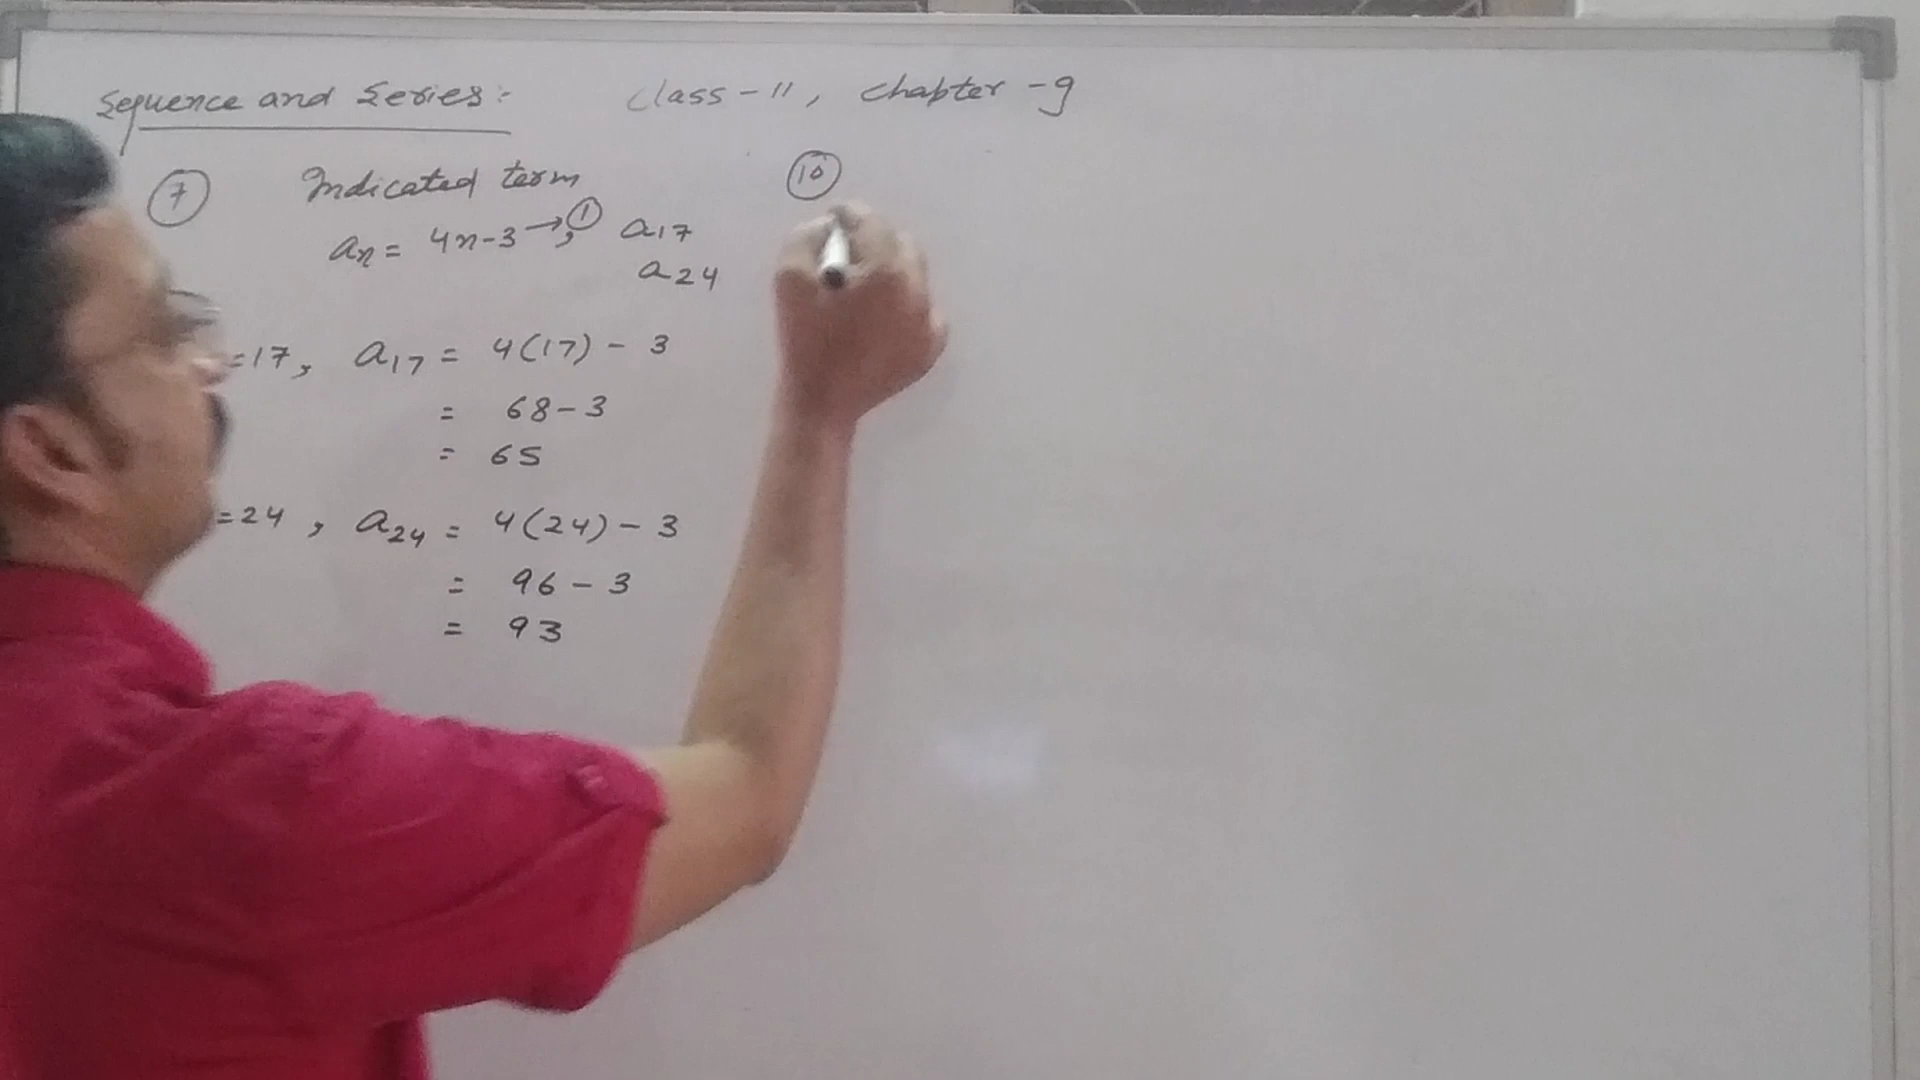 Sequence and Series:- Class-11, Chapter-9
7 Indicated term
an = 4n-3 → 1, a17
a24
=17, a17 = 4(17) - 3
= 68-3
= 65
=24, a24 = 4(24) - 3
= 96 - 3
= 93
10